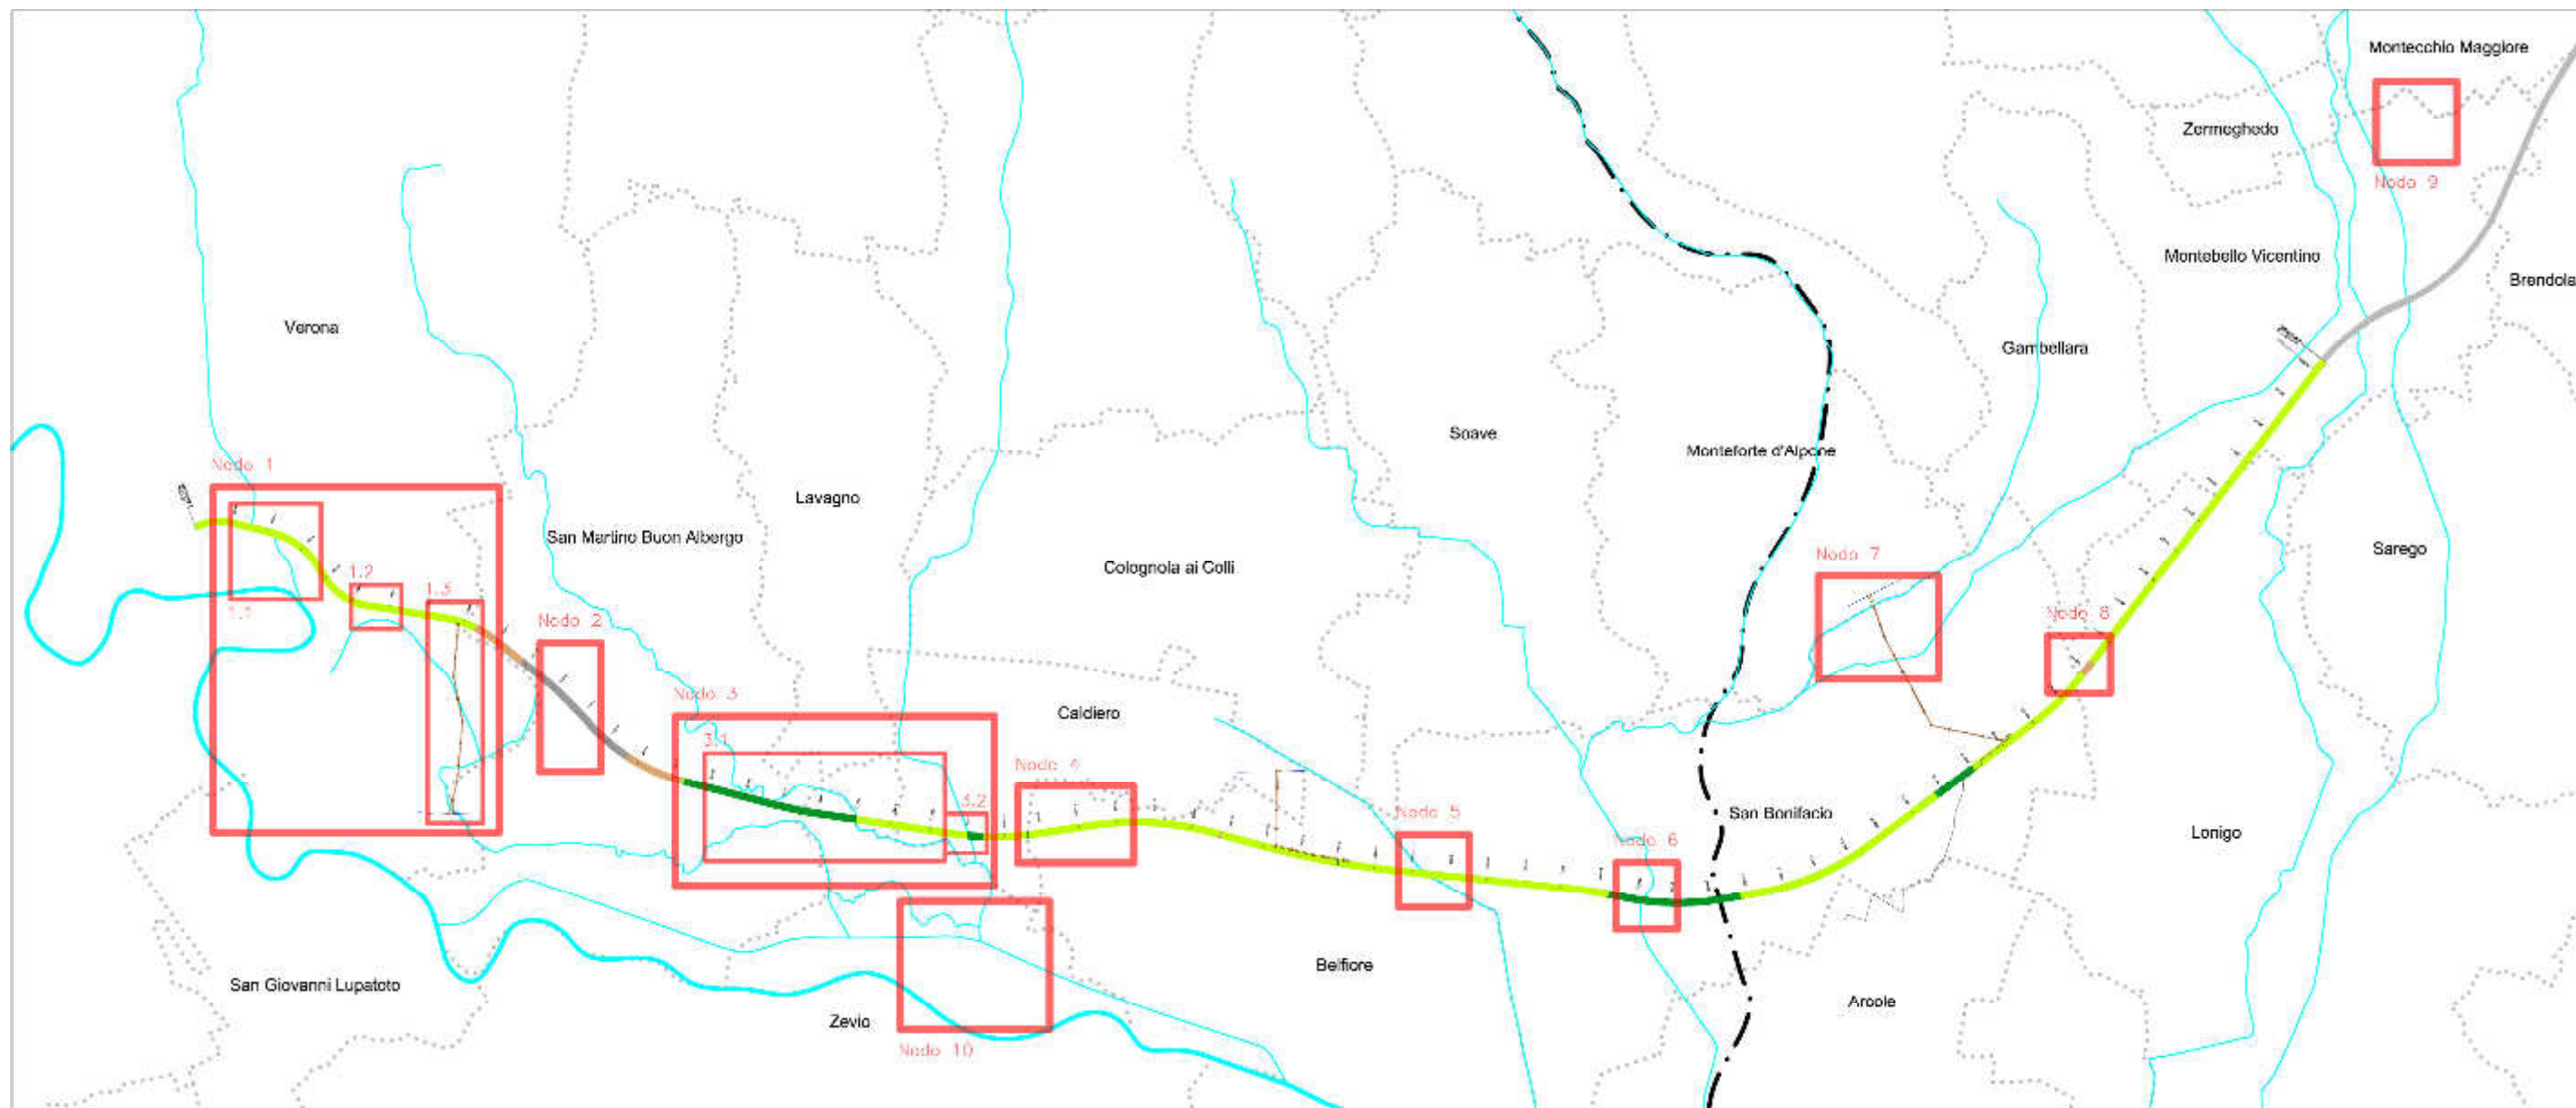 Montecchio Maggiore
Zermeghedo
Nodo 9
Montebello Vicentino
Brendola
Verona
Gambellara
Soave
Monteforte d'Alpone
Nodo 1
Lavagno
San Martino Buon Albergo
Sarego
Nodo 7
Colognola ai Colli
1.2
1.3
1.1
Nodo 2
Nodo 8
Nodo 3
Caldiero
3.1
Nodo 4
3.2
Nodo 5
San Bonifacio
Lonigo
Nodo 6
Belfiore
San Giovanni Lupatoto
Arcole
Zevio
Nodo 10